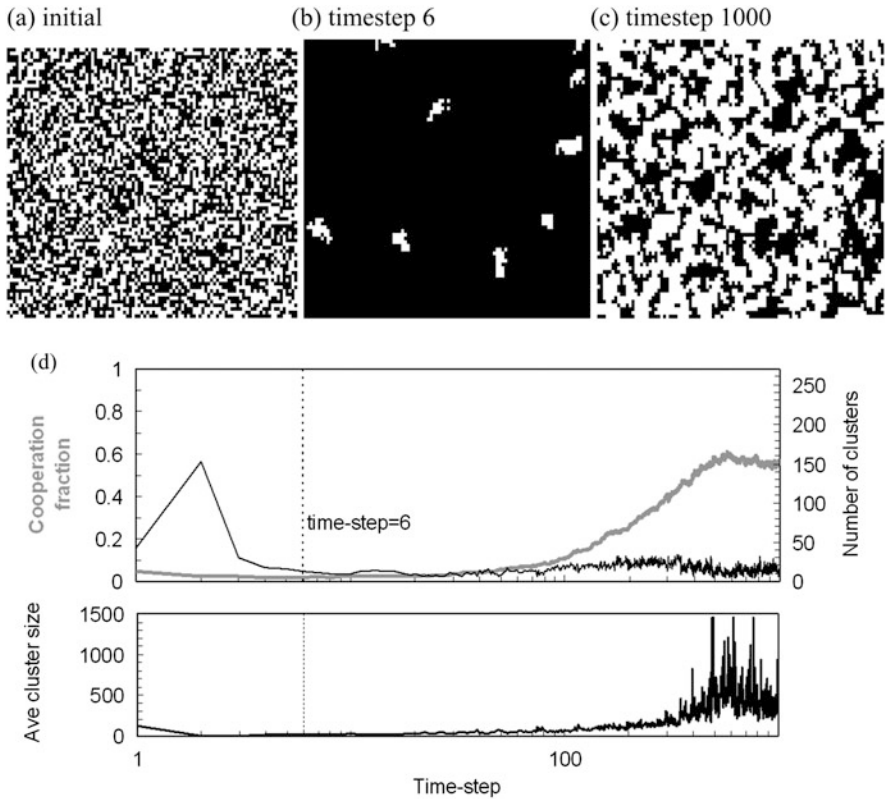 (a) initial
(b) timestep 6
(c) timestep 1000
(d)
Cooperation
fraction
1
0.8
0.6
0.4
0.2
0
time-step=6
250
200
150
100
50
0
Number of clusters
Ave cluster size
1500
1000
500
0
1
100
Time-step